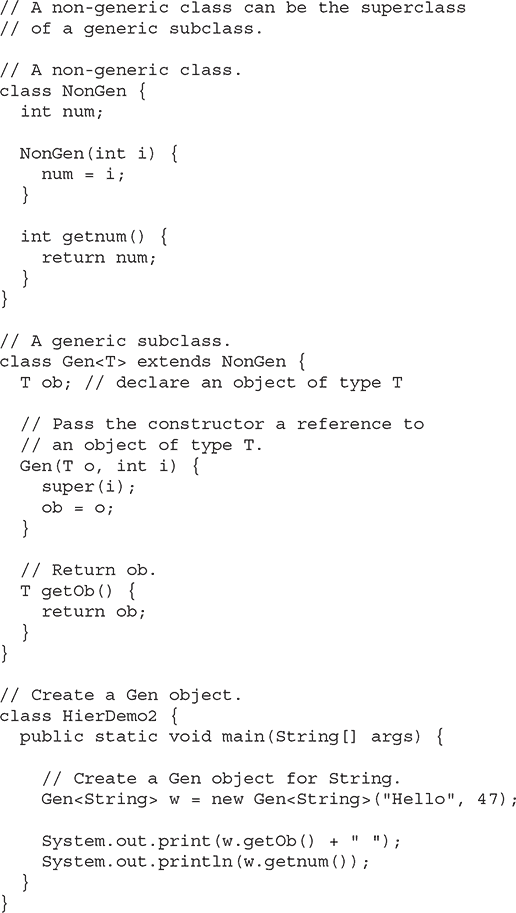 // A non-generic class can be the superclass
// of a generic subclass.

// A non-generic class.
class NonGen {
  int num;

  NonGen(int i) {
    num = i;
  }

  int getnum() {
    return num;
  }
}

// A generic subclass.
class Gen<T> extends NonGen {
  T ob; // declare an object of type T

  // Pass the constructor a reference to
  // an object of type T.
  Gen(T o, int i) {
    super(i);
    ob = o;
  }

  // Return ob.
  T getOb() {
    return ob;
  }
}

// Create a Gen object.
class HierDemo2 {
  public static void main(String[] args) {

    // Create a Gen object for String.
    Gen<String> w = new Gen<String>("Hello", 47);

    System.out.print(w.getOb() + " ");
    System.out.println(w.getnum());
  }
}